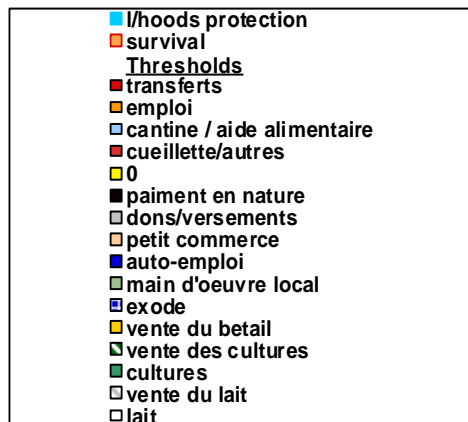 l/hoods protection
survival
Thresholds
transferts
emploi
cantine / aide alimentaire
cueillette/autres
0
paiment en nature
dons/versements
petit commerce
auto-emploi
main d'oeuvre local
exode
vente du betail
vente des cultures
cultures
vente du lait
lait